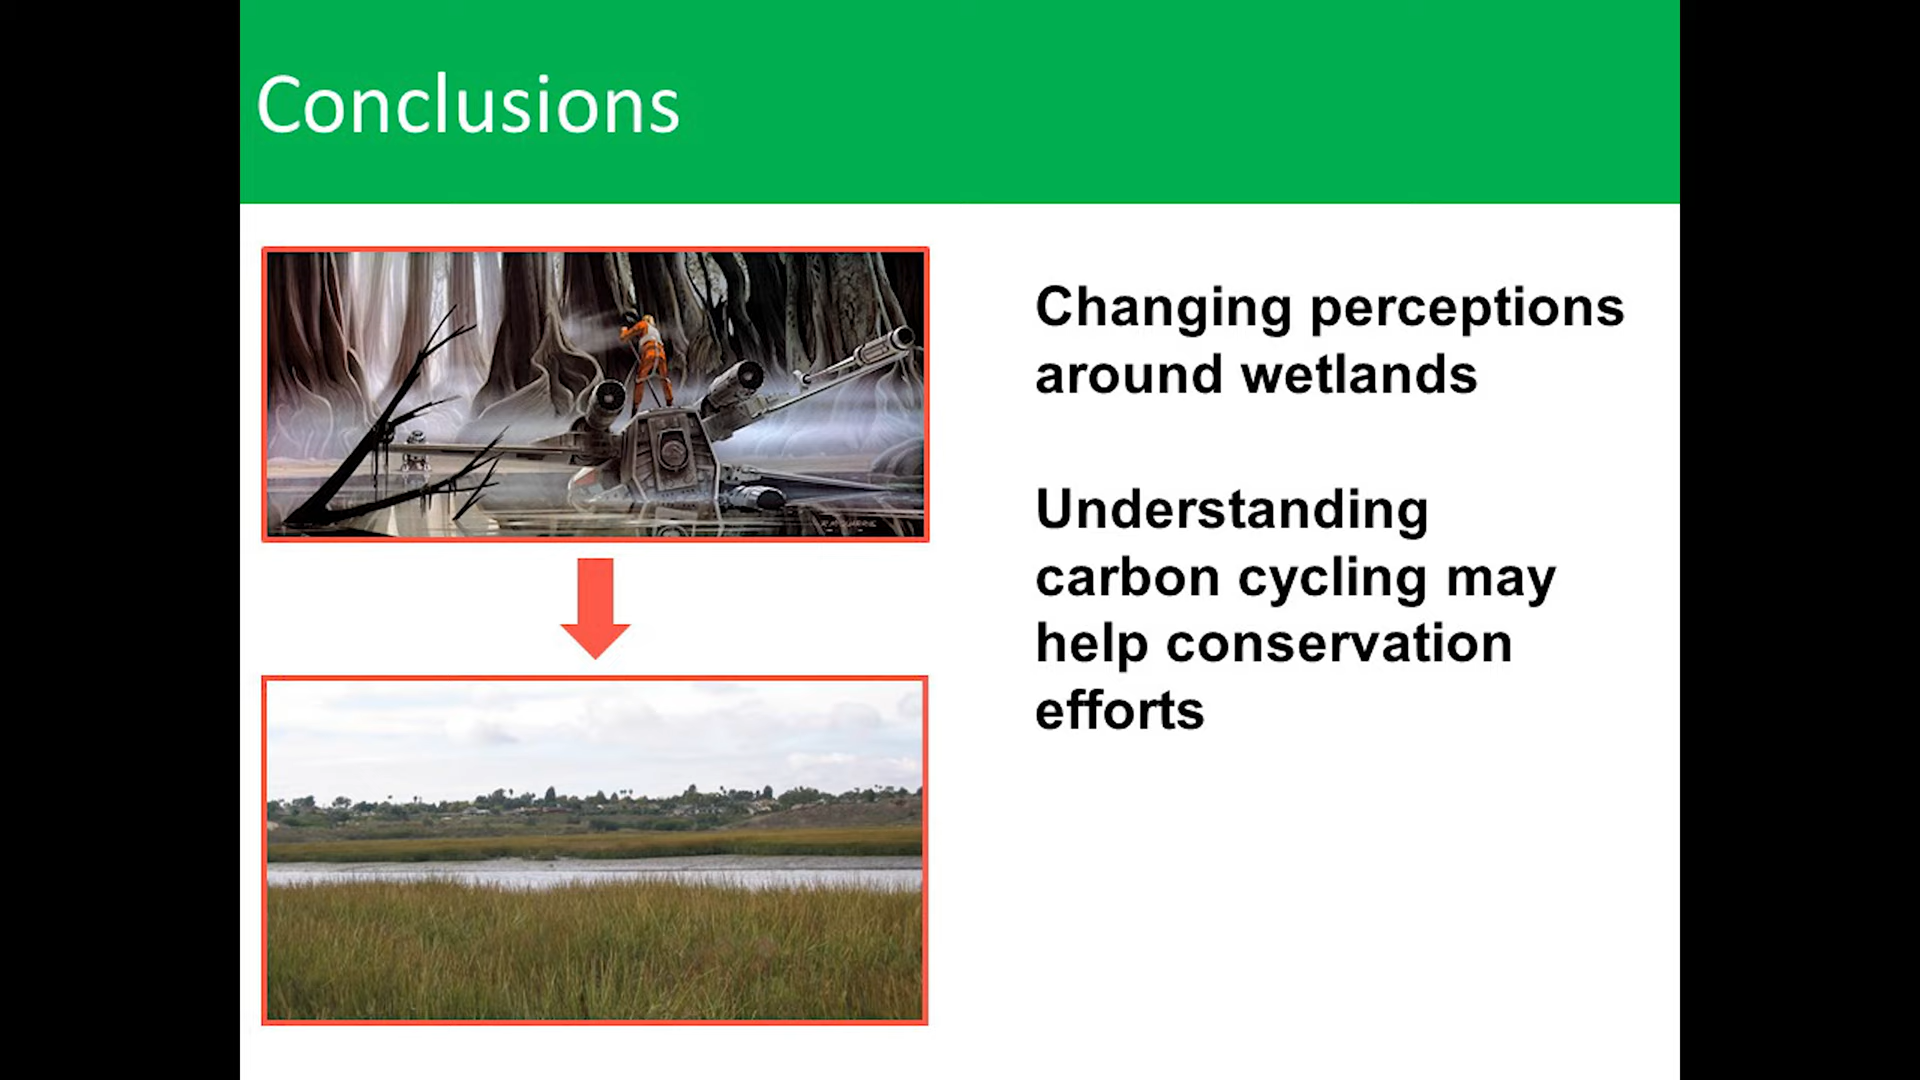 Conclusions
Changing perceptions
around wetlands
Understanding
carbon cycling may
help conservation
efforts